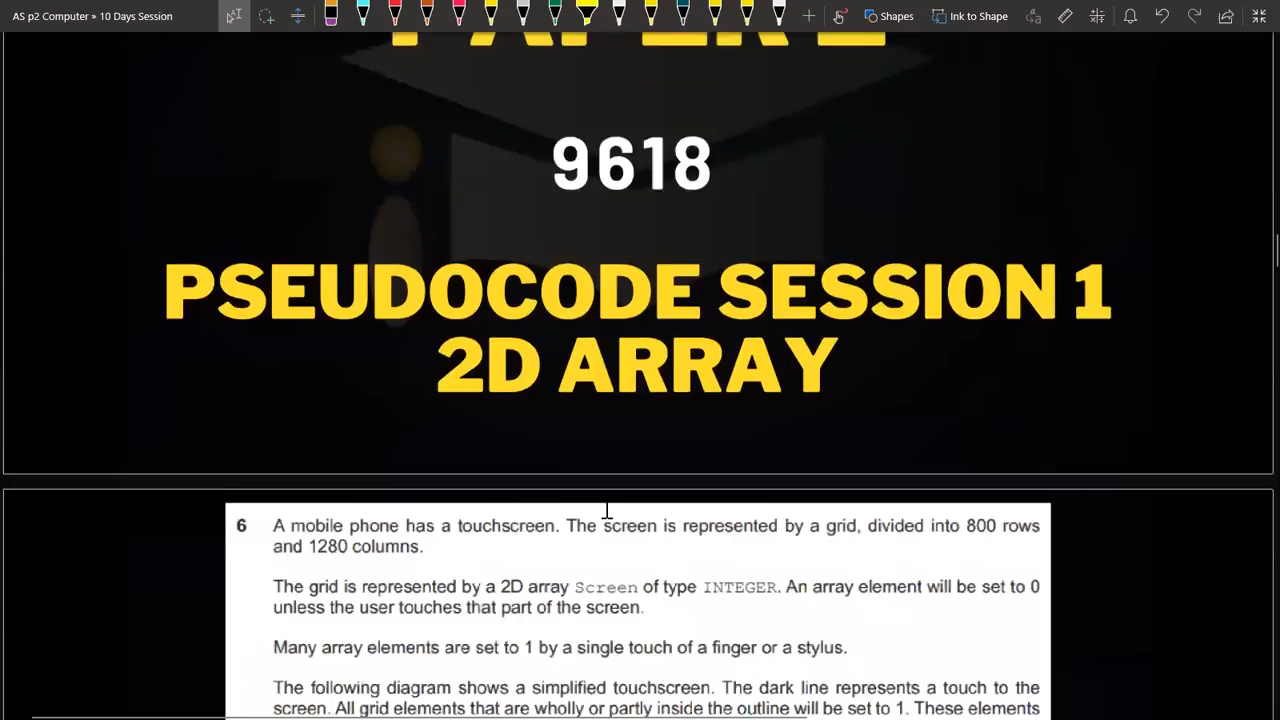 AS p2 Computer » 10 Days Session
Shapes
Ink to Shape
PAPER 2
9618
PSEUDOCODE SESSION 1
2D ARRAY
6 A mobile phone has a touchscreen. The screen is represented by a grid, divided into 800 rows
and 1280 columns.
The grid is represented by a 2D array Screen of type INTEGER. An array element will be set to 0
unless the user touches that part of the screen.
Many array elements are set to 1 by a single touch of a finger or a stylus.
The following diagram shows a simplified touchscreen. The dark line represents a touch to the
screen. All grid elements that are wholly or partly inside the outline will be set to 1. These elements